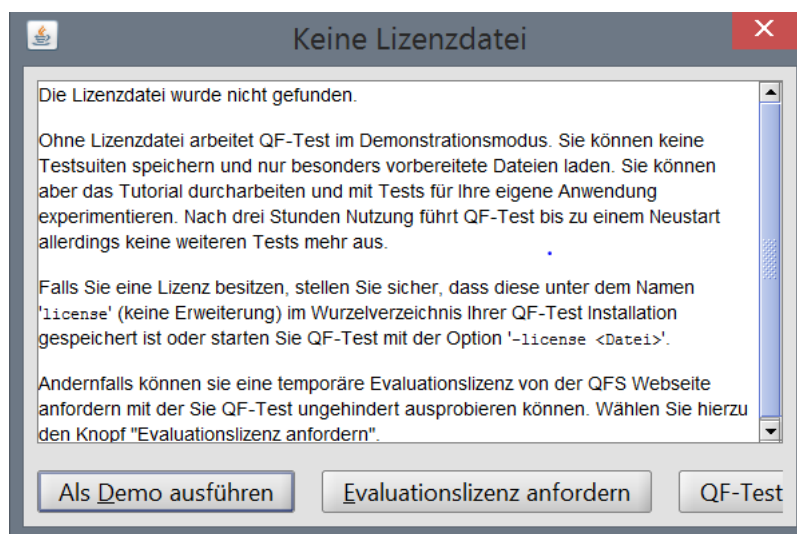 Keine Lizenzdatei
Die Lizenzdatei wurde nicht gefunden.
Ohne Lizenzdatei arbeitet QF-Test im Demonstrationsmodus. Sie können keine
Testsuiten speichern und nur besonders vorbereitete Dateien laden. Sie können
aber das Tutorial durcharbeiten und mit Tests für Ihre eigene Anwendung
experimentieren. Nach drei Stunden Nutzung führt QF-Test bis zu einem Neustart
allerdings keine weiteren Tests mehr aus.
Falls Sie eine Lizenz besitzen, stellen Sie sicher, dass diese unter dem Namen
'license' (keine Erweiterung) im Wurzelverzeichnis Ihrer QF-Test Installation
gespeichert ist oder starten Sie QF-Test mit der Option '-license <Datei>'.
Andernfalls können sie eine temporäre Evaluationslizenz von der QFS Webseite
anfordern mit der Sie QF-Test ungehindert ausprobieren können. Wählen Sie hierzu
den Knopf "Evaluationslizenz anfordern".
Als Demo ausführen
Evaluationslizenz anfordern
QF-Test